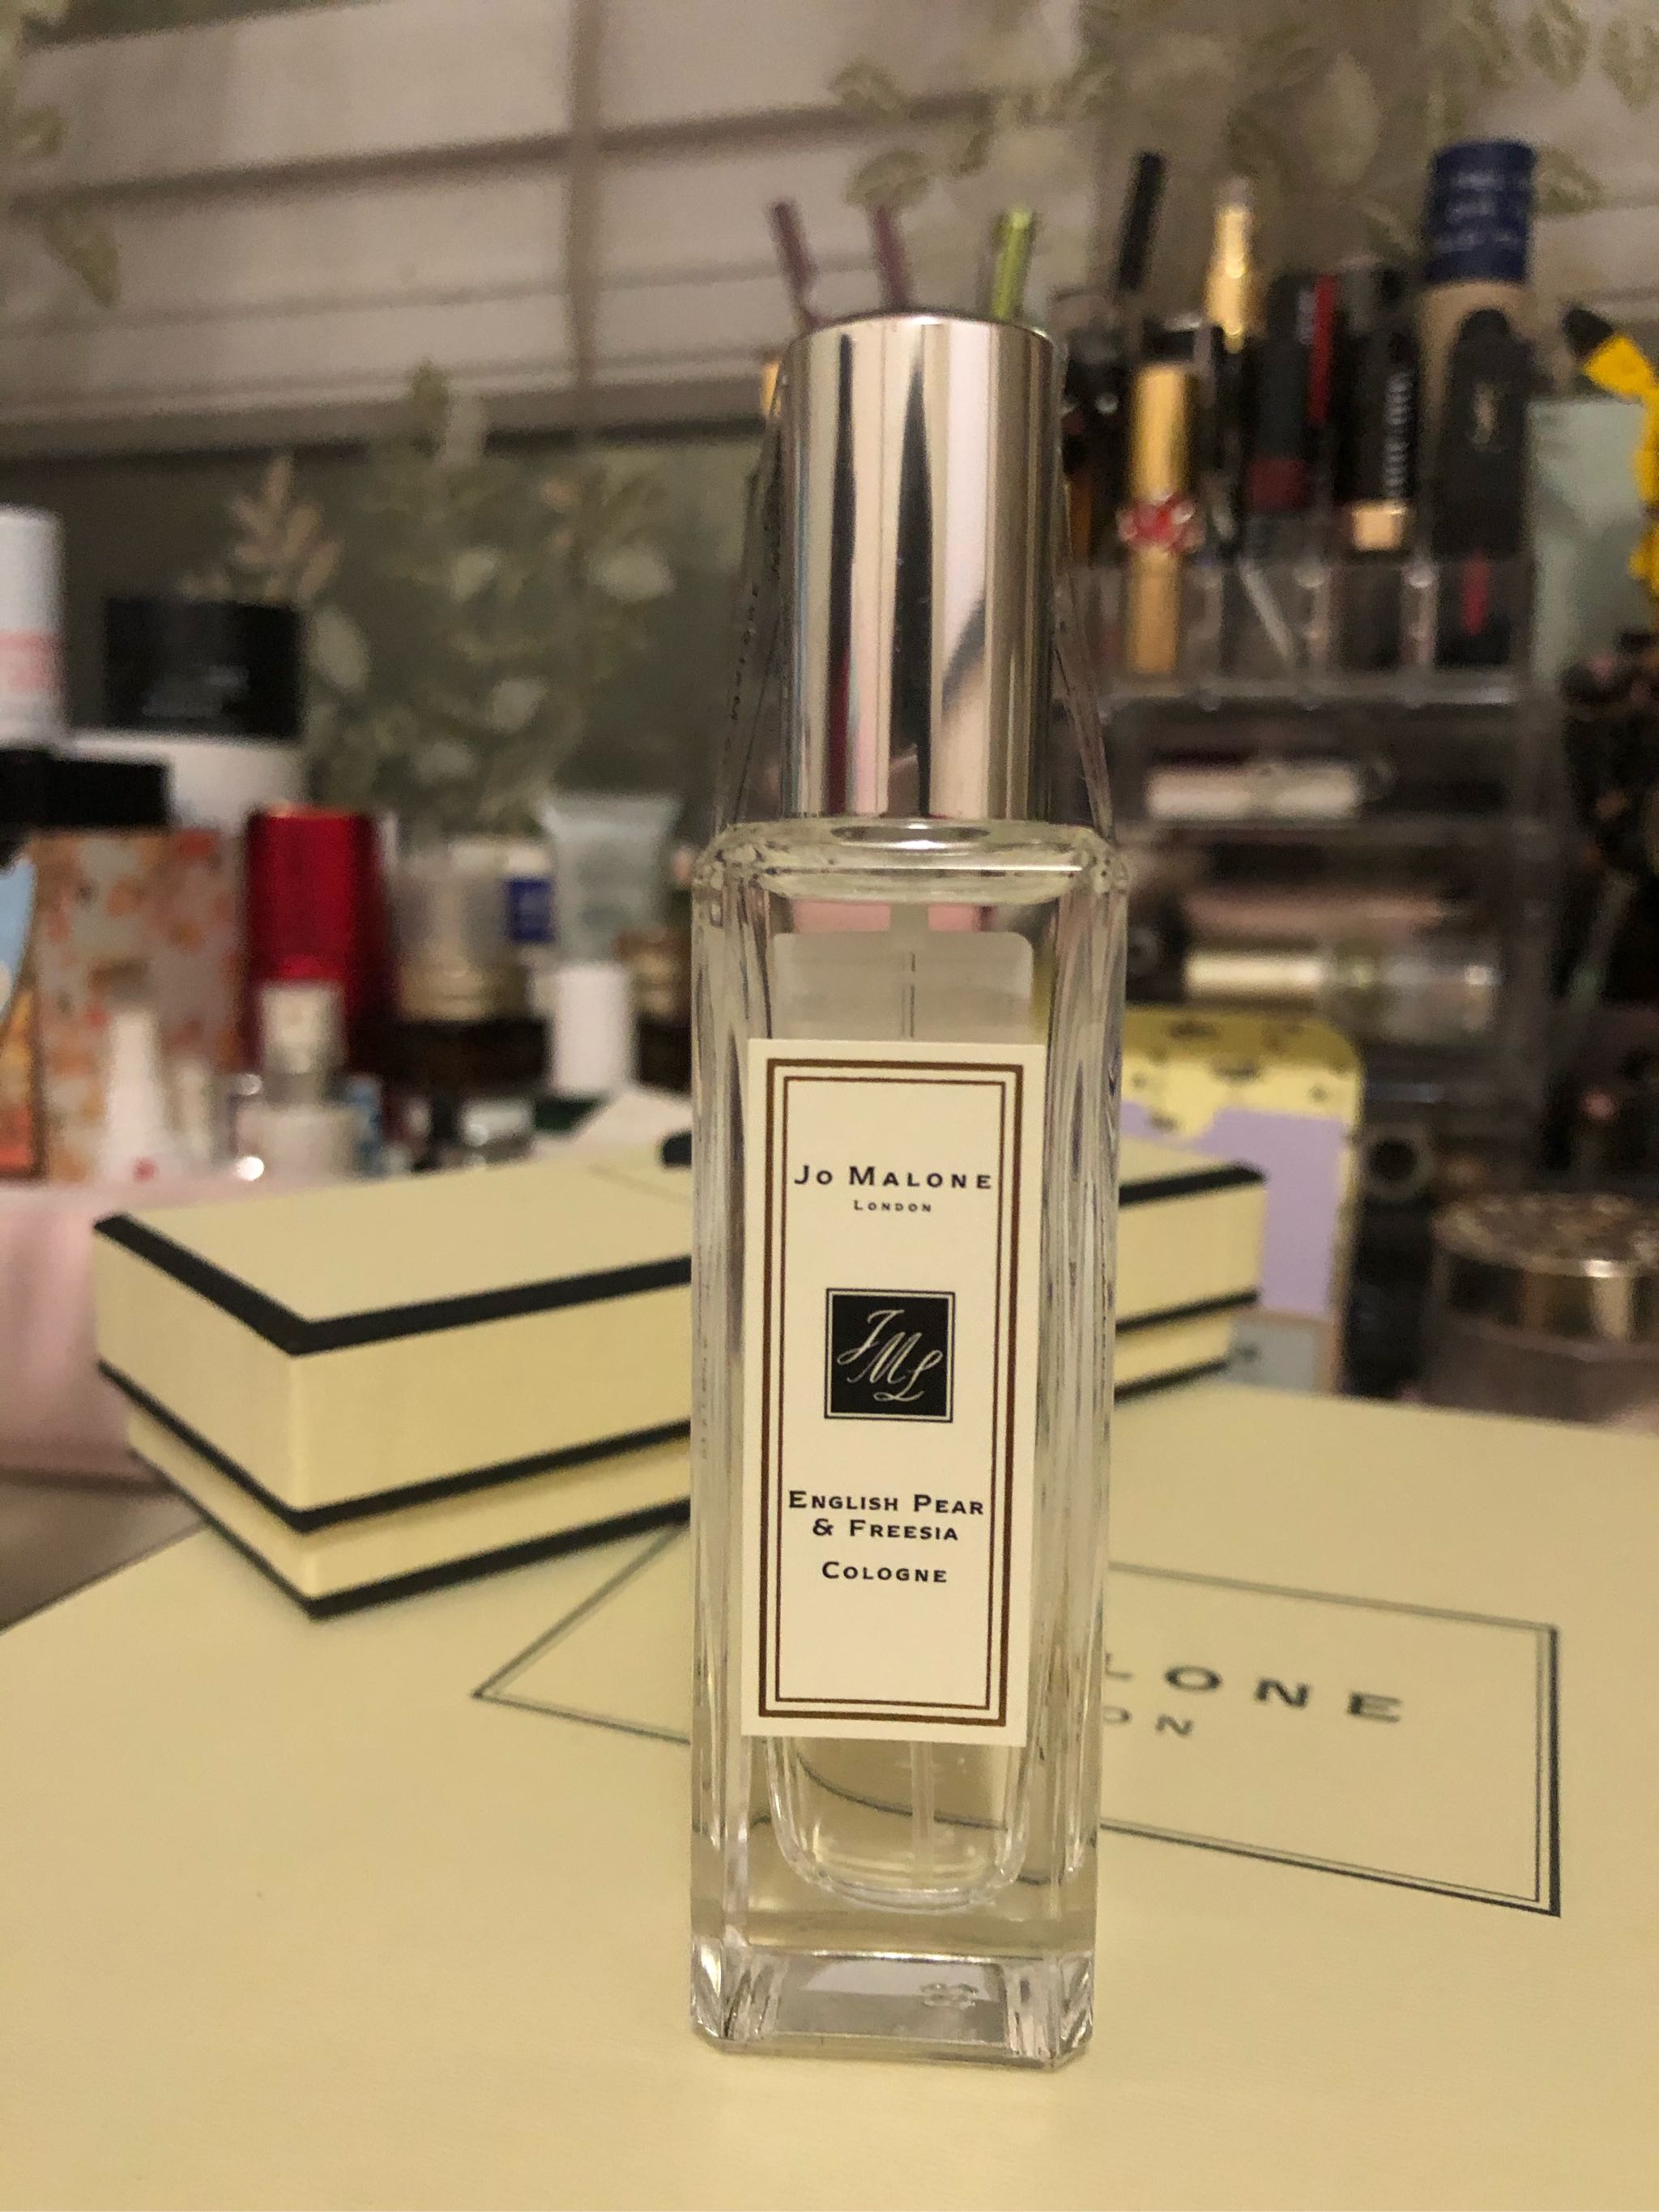 Jo Malone
London
JML
English Pear
& Freesia
Cologne
LONE
ON